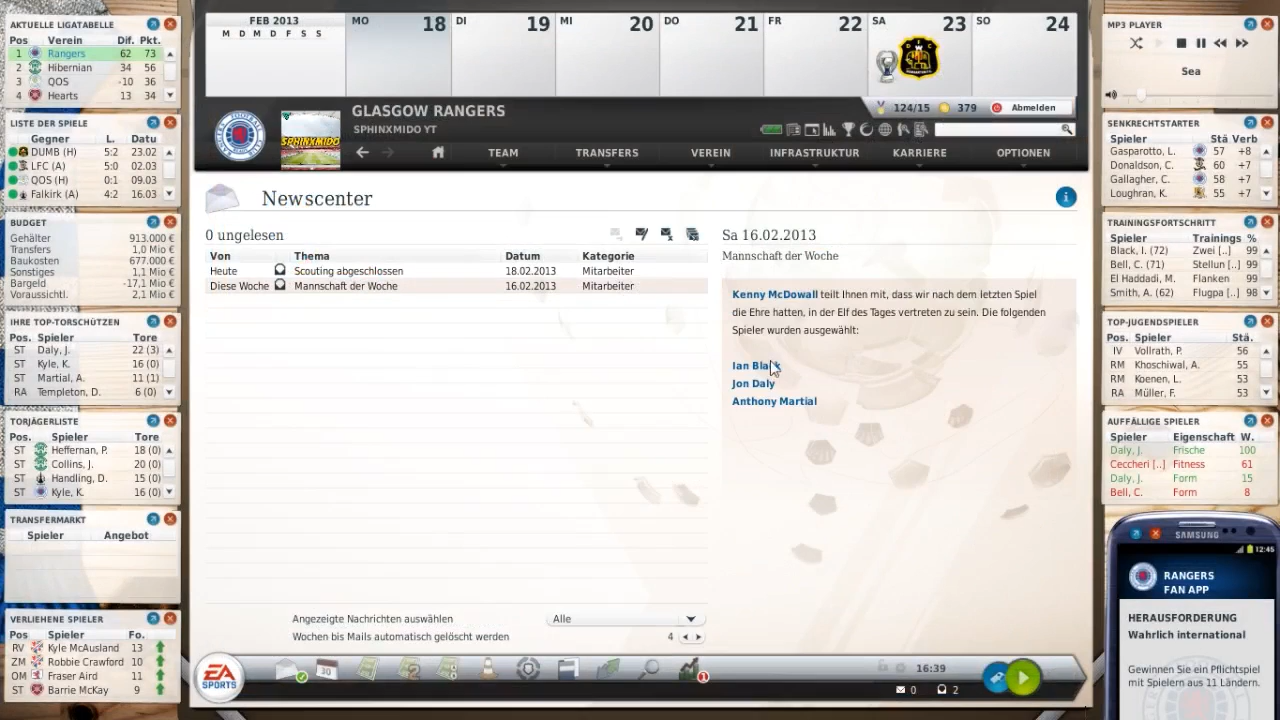 AKTUELLE LIGATABELLE
Pos Verein Dif. Pkt.
1 Rangers 62 73
2 Hibernian 34 56
3 QOS -10 36
4 Hearts 13 34
LISTE DER SPIELE
Gegner L. Datu
DUMB (H) 5:2 23.02
LFC (A) 5:0 02.03
QOS (H) 0:1 09.03
Falkirk (A) 4:2 16.03
BUDGET
Gehälter 913.000 €
Transfers 1,0 Mio €
Baukosten 677.000 €
Sonstiges 1,1 Mio €
Bargeld -17,1 Mio €
Voraussichtl. 2,1 Mio €
IHRE TOP-TORSCHÜTZEN
Pos. Spieler Tore
ST Daly, J. 22 (3)
ST Kyle, K. 16 (0)
ST Martial, A. 11 (1)
RA Templeton, D. 6 (0)
TORJÄGERLISTE
Pos. Spieler Tore
ST Heffernan, P. 18 (0)
ST Collins, J. 20 (0)
ST Handling, D. 15 (0)
ST Kyle, K. 16 (0)
TRANSFERMARKT
Spieler Angebot
VERLIEHENE SPIELER
Pos Spieler Fo.
RV Kyle McAusland 13
ZM Robbie Crawford 10
OM Fraser Aird 11
ST Barrie McKay 9
FEB 2013
M D M D F S S
MO 18 DI 19 MI 20 DO 21 FR 22 SA 23 SO 24
GLASGOW RANGERS
SPHINXMIDO YT
SPHINXMIDO
124/15 379 Abmelden
TEAM TRANSFERS VEREIN INFRASTRUKTUR KARRIERE OPTIONEN
Newscenter
0 ungelesen
Von Thema Datum Kategorie
Heute Scouting abgeschlossen 18.02.2013 Mitarbeiter
Diese Woche Mannschaft der Woche 16.02.2013 Mitarbeiter
Sa 16.02.2013
Mannschaft der Woche
Kenny McDowall teilt Ihnen mit, dass wir nach dem letzten Spiel
die Ehre hatten, in der Elf des Tages vertreten zu sein. Die folgenden
Spieler wurden ausgewählt:
Ian Black
Jon Daly
Anthony Martial
Angezeigte Nachrichten auswählen Alle
Wochen bis Mails automatisch gelöscht werden 4
EA
SPORTS
30
1
16:39
0 2
MP3 PLAYER
Sea
SENKRECHTSTARTER
Spieler Stä Verb
Gasparotto, L. 57 +8
Donaldson, C. 60 +7
Gallagher, C. 58 +7
Loughran, K. 55 +7
TRAININGSFORTSCHRITT
Spieler Trainings %
Black, I. (72) Zwei [..] 99
Bell, C. (71) Stellun [..] 99
El Haddadi, M. Flanken 99
Smith, A. (62) Flugpa [..] 98
TOP-JUGENDSPIELER
Pos. Spieler Stä.
IV Vollrath, P. 56
RM Khoschiwal, A. 55
RM Koenen, L. 53
RA Müller, F. 53
AUFFÄLLIGE SPIELER
Spieler Eigenschaft W.
Daly, J. Frische 100
Ceccheri [..] Fitness 61
Daly, J. Form 15
Bell, C. Form 8
SAMSUNG
12:45
RANGERS
FAN APP
HERAUSFORDERUNG
Wahrlich international
Gewinnen Sie ein Pflichtspiel
mit Spielern aus 11 Ländern.